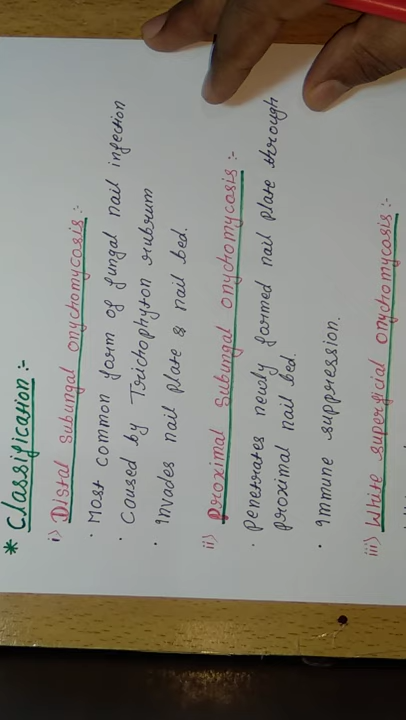 * Classification :-
i) Distal Subungal onychomycosis :-
· Most common form of fungal nail infection
· Caused by Trichophyton rubrum
· Invades nail plate & nail bed.
ii) Proximal Subungal onychomycosis :-
· Penetrates newly formed nail plate through
proximal nail bed.
· immune suppression.
iii) White superficial onychomycosis :-